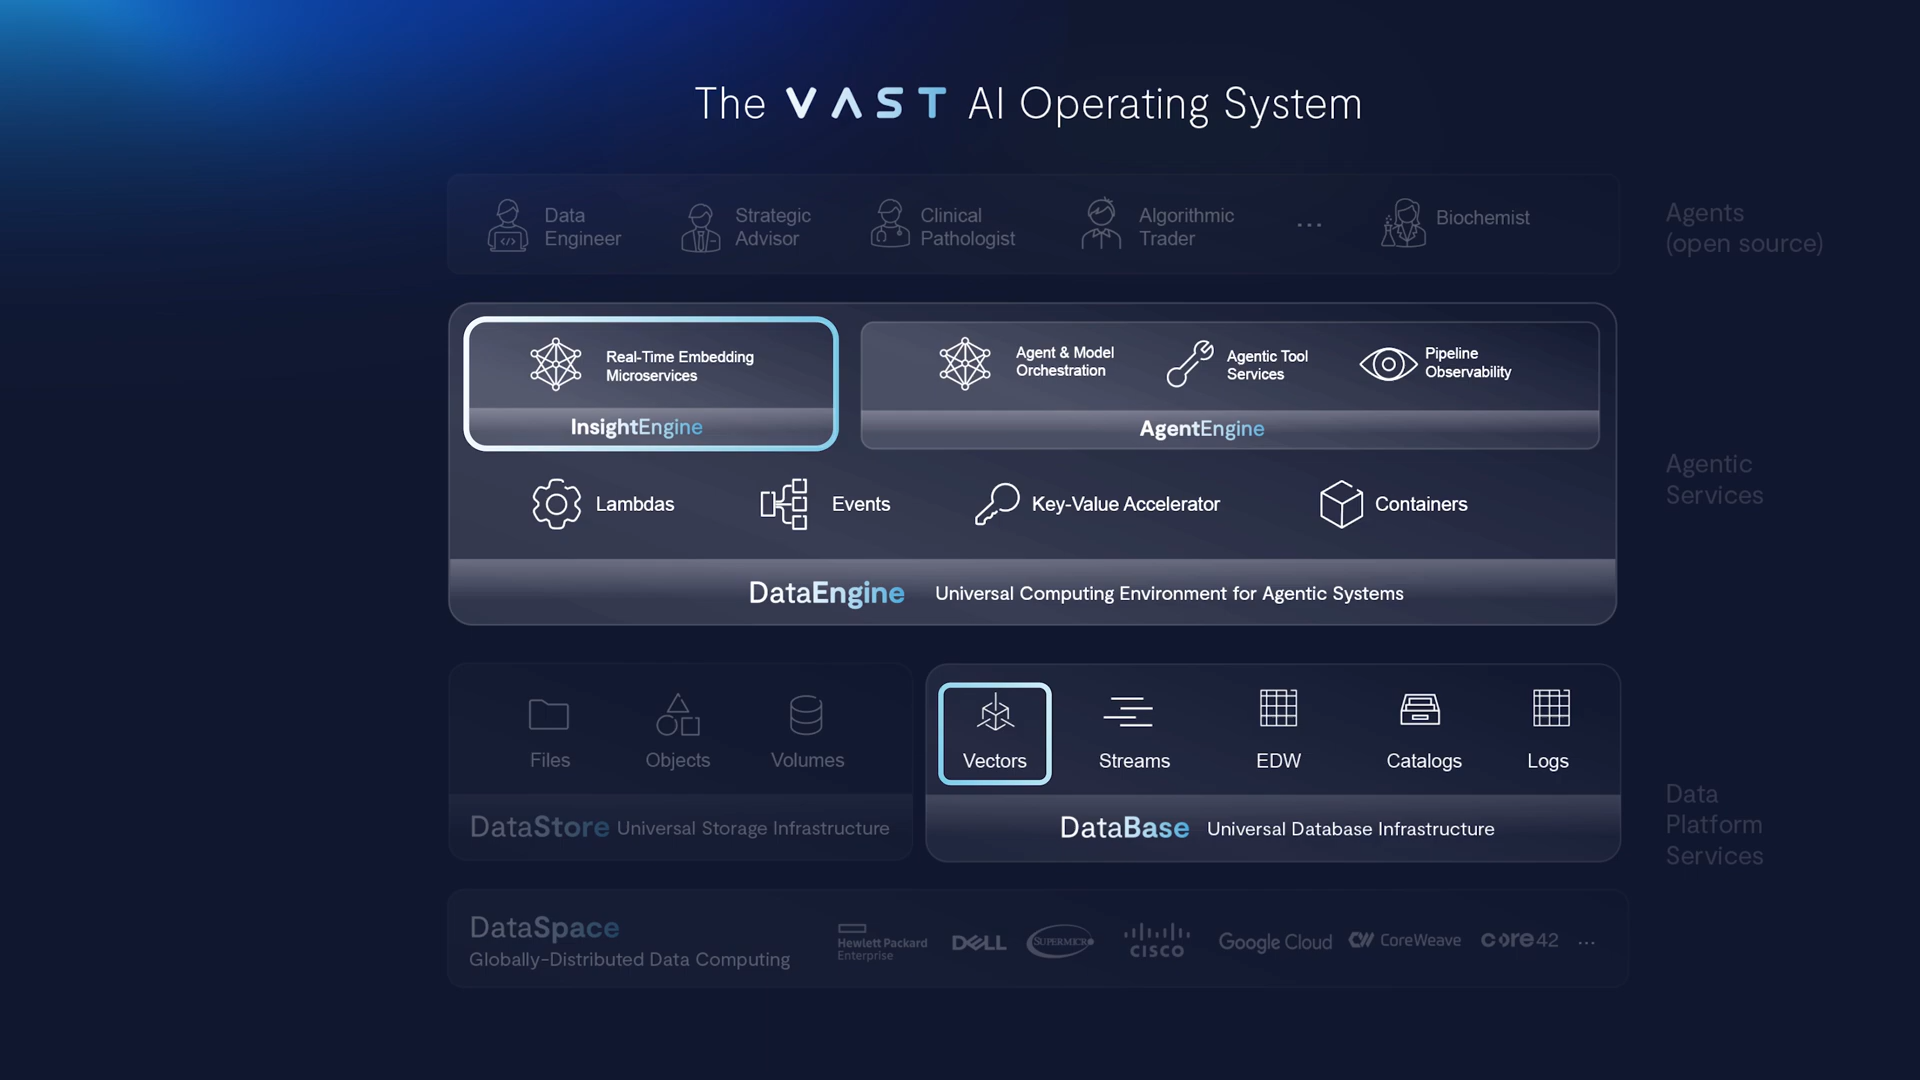 The VAST AI Operating System
Data
Engineer
Strategic
Advisor
Clinical
Pathologist
Algorithmic
Trader
...
Biochemist
Agents
(open source)
Real-Time Embedding
Microservices
InsightEngine
Agent & Model
Orchestration
Agentic Tool
Services
Pipeline
Observability
AgentEngine
Lambdas
Events
Key-Value Accelerator
Containers
DataEngine Universal Computing Environment for Agentic Systems
Agentic
Services
Files
Objects
Volumes
DataStore Universal Storage Infrastructure
Vectors
Streams
EDW
Catalogs
Logs
DataBase Universal Database Infrastructure
Data
Platform
Services
DataSpace
Globally-Distributed Data Computing
Hewlett Packard
Enterprise
DELL
SUPERMICRO
CISCO
Google Cloud
CoreWeave
core42
...